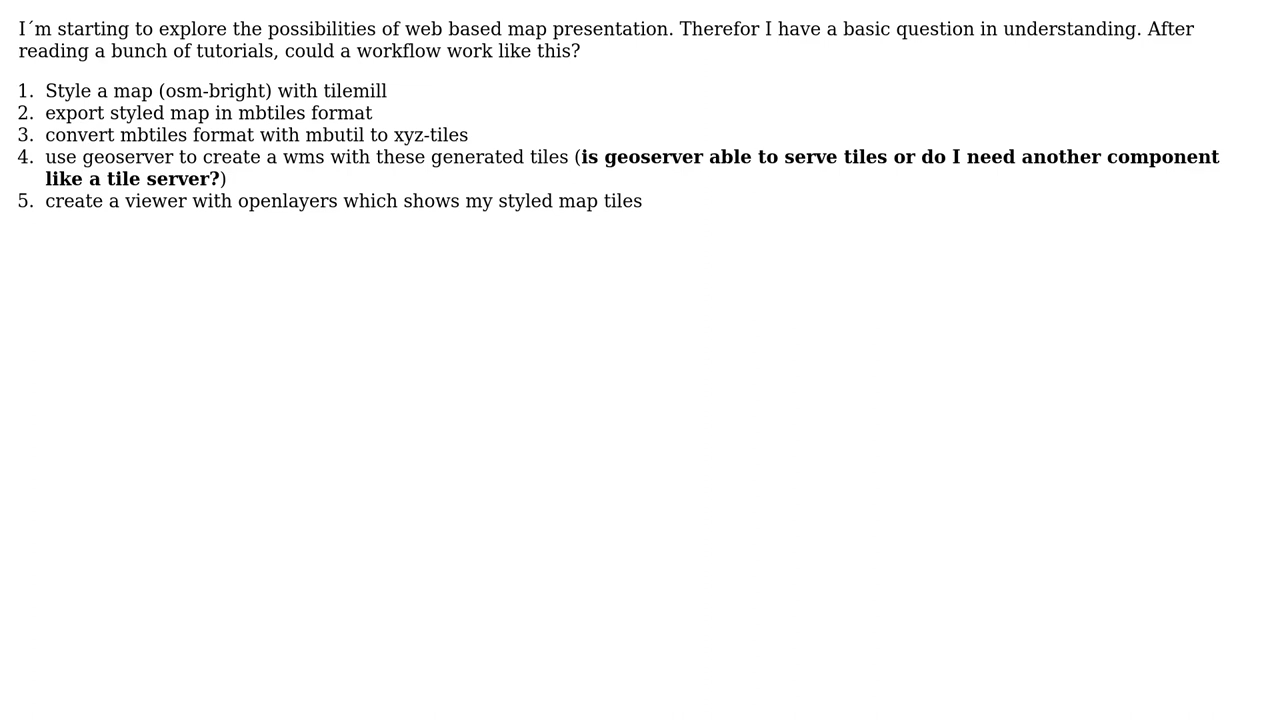 I´m starting to explore the possibilities of web based map presentation. Therefor I have a basic question in understanding. After
reading a bunch of tutorials, could a workflow work like this?
1. Style a map (osm-bright) with tilemill
2. export styled map in mbtiles format
3. convert mbtiles format with mbutil to xyz-tiles
4. use geoserver to create a wms with these generated tiles (is geoserver able to serve tiles or do I need another component
like a tile server?)
5. create a viewer with openlayers which shows my styled map tiles